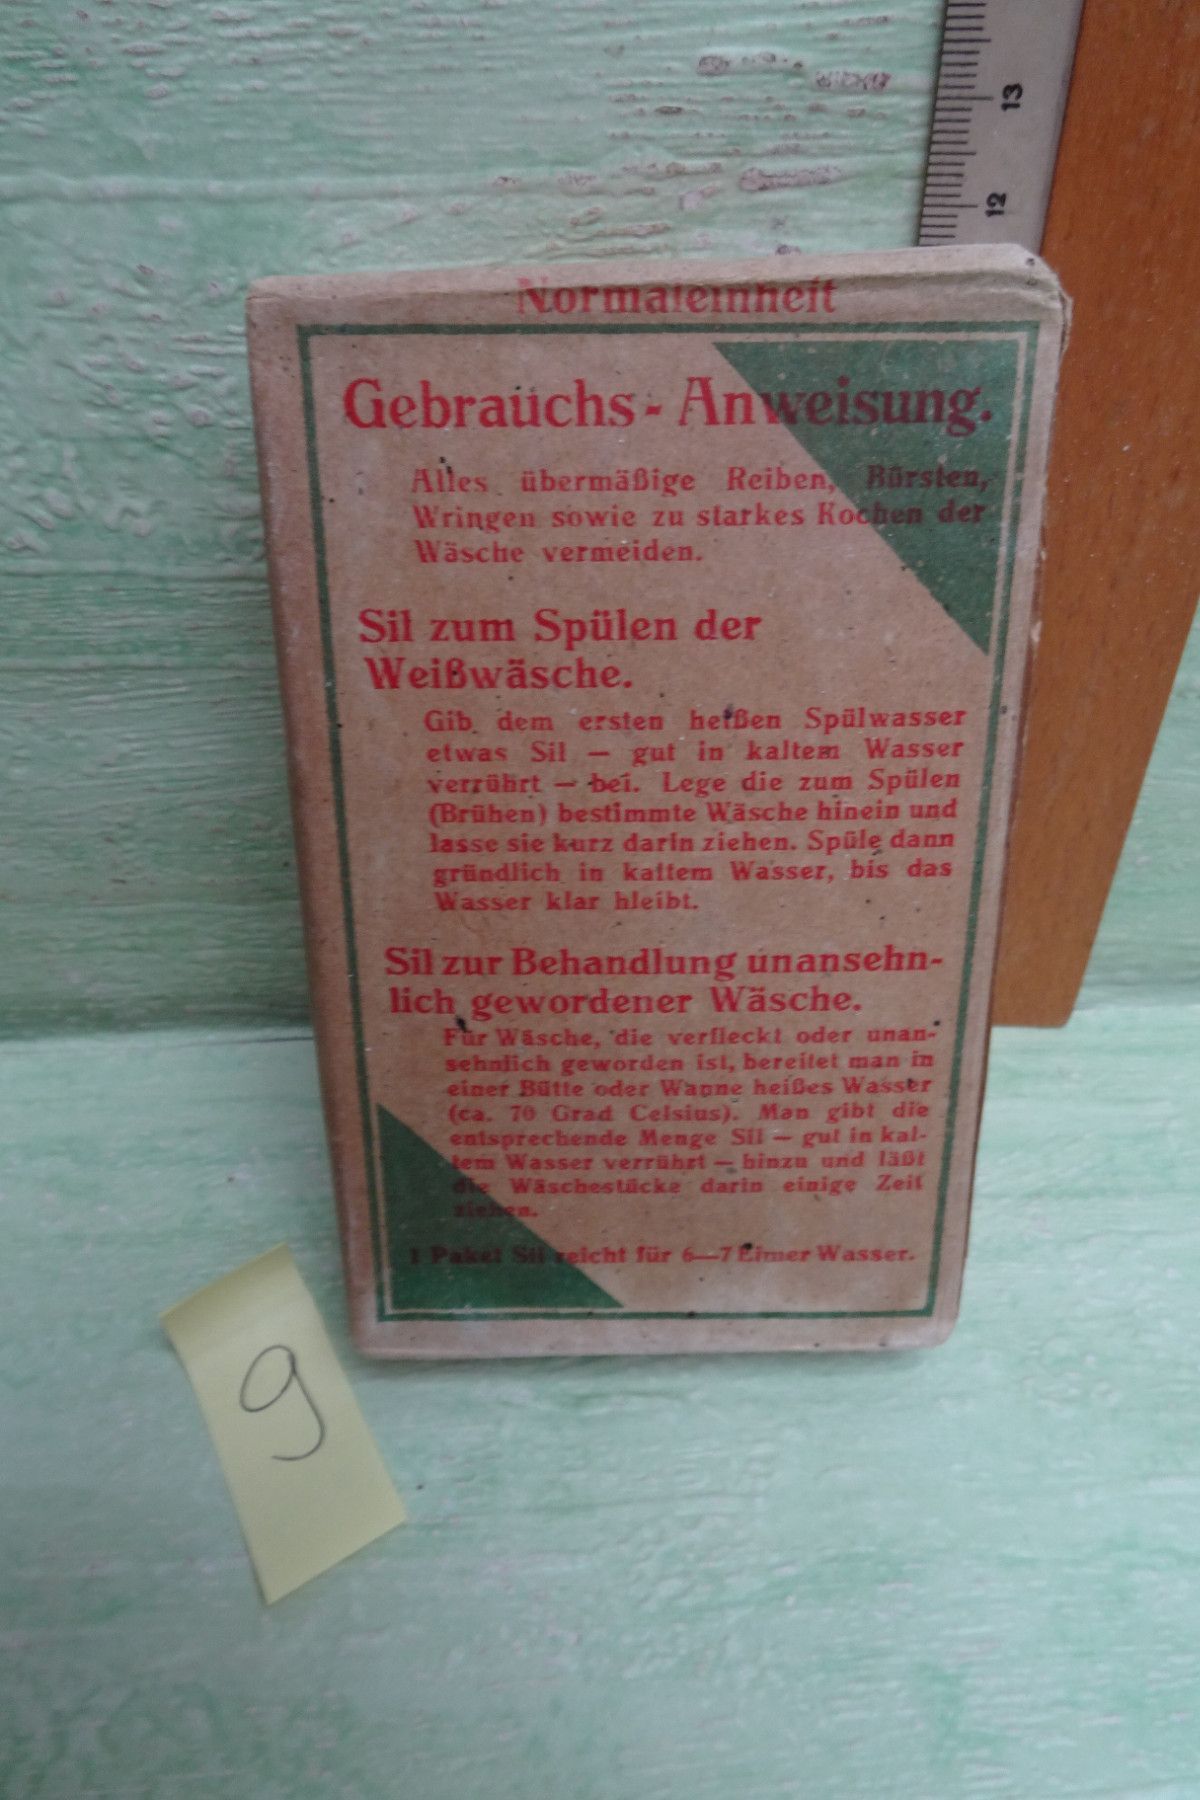 13
12
Normaleinheit
Gebrauchs-Anweisung.
Alles übermäßige Reiben, Bürsten,
Wringen sowie zu starkes Kochen der
Wäsche vermeiden.
Sil zum Spülen der
Weißwäsche.
Gib dem ersten heißen Spülwasser
etwas Sil — gut in kaltem Wasser
verrührt — bei. Lege die zum Spülen
(Brühen) bestimmte Wäsche hinein und
lasse sie kurz darin ziehen. Spüle dann
gründlich in kaltem Wasser, bis das
Wasser klar hleibt.
Sil zur Behandlung unansehn-
lich gewordener Wäsche.
Für Wäsche, die verfleckt oder unan-
sehnlich geworden ist, bereitet man in
einer Bütte oder Wanne heißes Wasser
(ca. 70 Grad Celsius). Man gibt die
entsprechende Menge Sil — gut in kal-
tem Wasser verrührt — hinzu und läßt
die Wäschestücke darin einige Zeit
ziehen.
1 Paket Sil reicht für 6—7 Eimer Wasser.
9